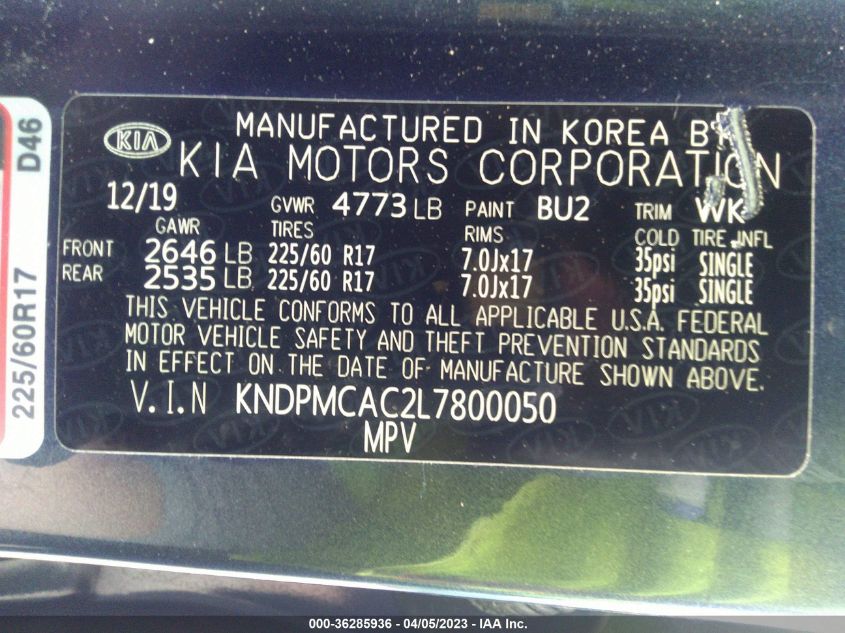 D46
225/60R17
KIA
MANUFACTURED IN KOREA BY
KIA MOTORS CORPORATION
12/19 GVWR 4773 LB PAINT BU2 TRIM WK
GAWR TIRES RIMS COLD TIRE INFL
FRONT 2646 LB 225/60 R17 7.0Jx17 35psi SINGLE
REAR 2535 LB 225/60 R17 7.0Jx17 35psi SINGLE
THIS VEHICLE CONFORMS TO ALL APPLICABLE U.S.A. FEDERAL
MOTOR VEHICLE SAFETY AND THEFT PREVENTION STANDARDS
IN EFFECT ON THE DATE OF MANUFACTURE SHOWN ABOVE.
V.I.N KNDPMCAC2L7800050
MPV
000-36285936 - 04/05/2023 - IAA Inc.